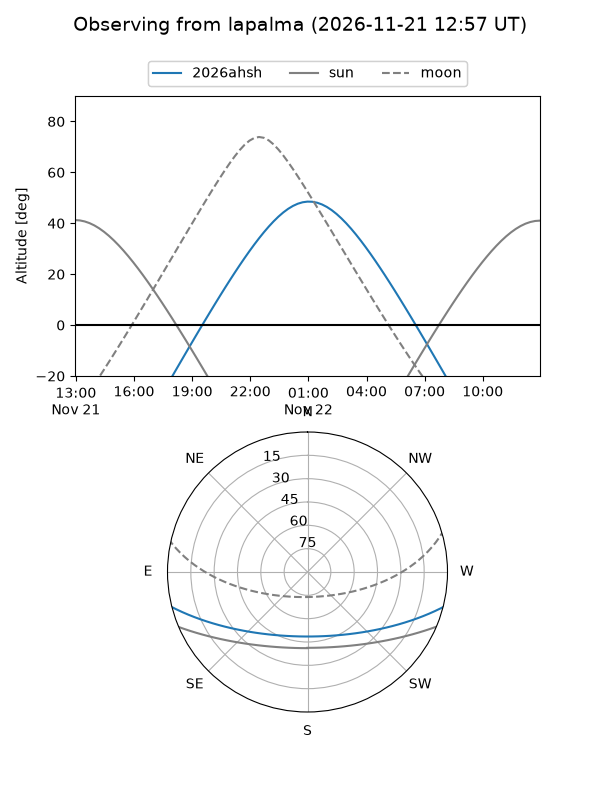 Observing from lapalma (2026-11-21 12:57 UT)
2026ahsh sun moon
Altitude [deg]
80
60
40
20
0
−20
13:00 16:00 19:00 22:00 01:00 04:00 07:00 10:00
Nov 21 Nov 22
N
NE NW
15
30
45
60
75
E W
SE SW
S